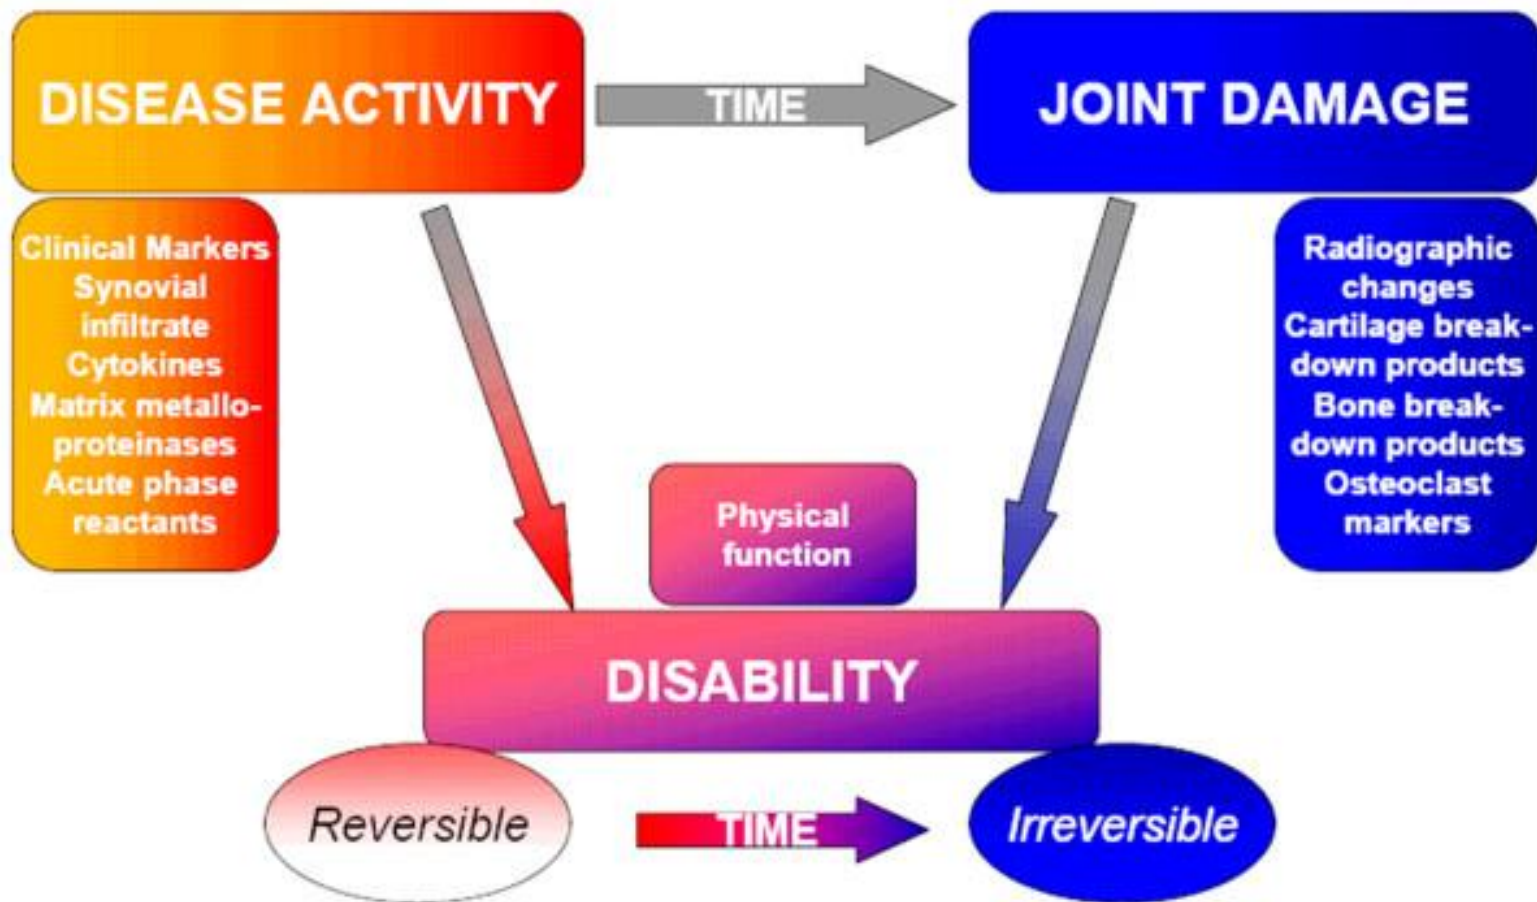 DISEASE ACTIVITY
TIME
JOINT DAMAGE
Clinical Markers
Synovial
infiltrate
Cytokines
Matrix metallo-
proteinases
Acute phase
reactants
Radiographic
changes
Cartilage break-
down products
Bone break-
down products
Osteoclast
markers
Physical
function
DISABILITY
Reversible
TIME
Irreversible